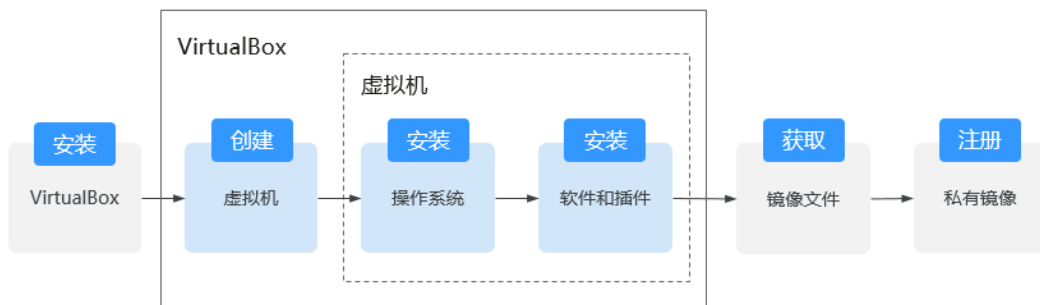 VirtualBox
虚拟机
安装
VirtualBox
创建
虚拟机
安装
操作系统
安装
软件和插件
获取
镜像文件
注册
私有镜像